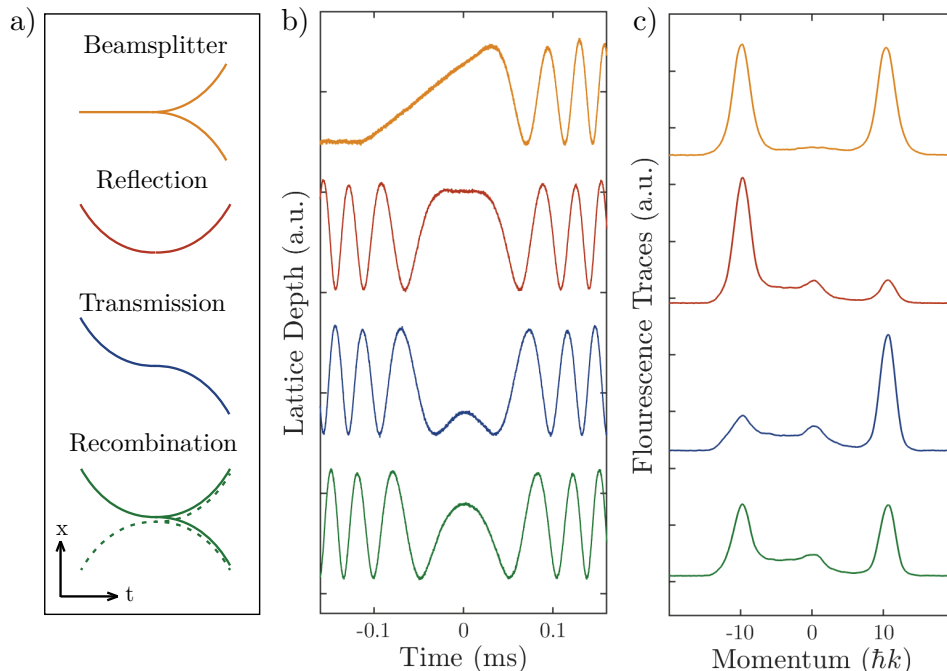 a)
Beamsplitter
Reflection
Transmission
Recombination
x
t
b)
Lattice Depth (a.u.)
-0.1 0 0.1
Time (ms)
c)
Flourescence Traces (a.u.)
-10 0 10
Momentum (ℏk)